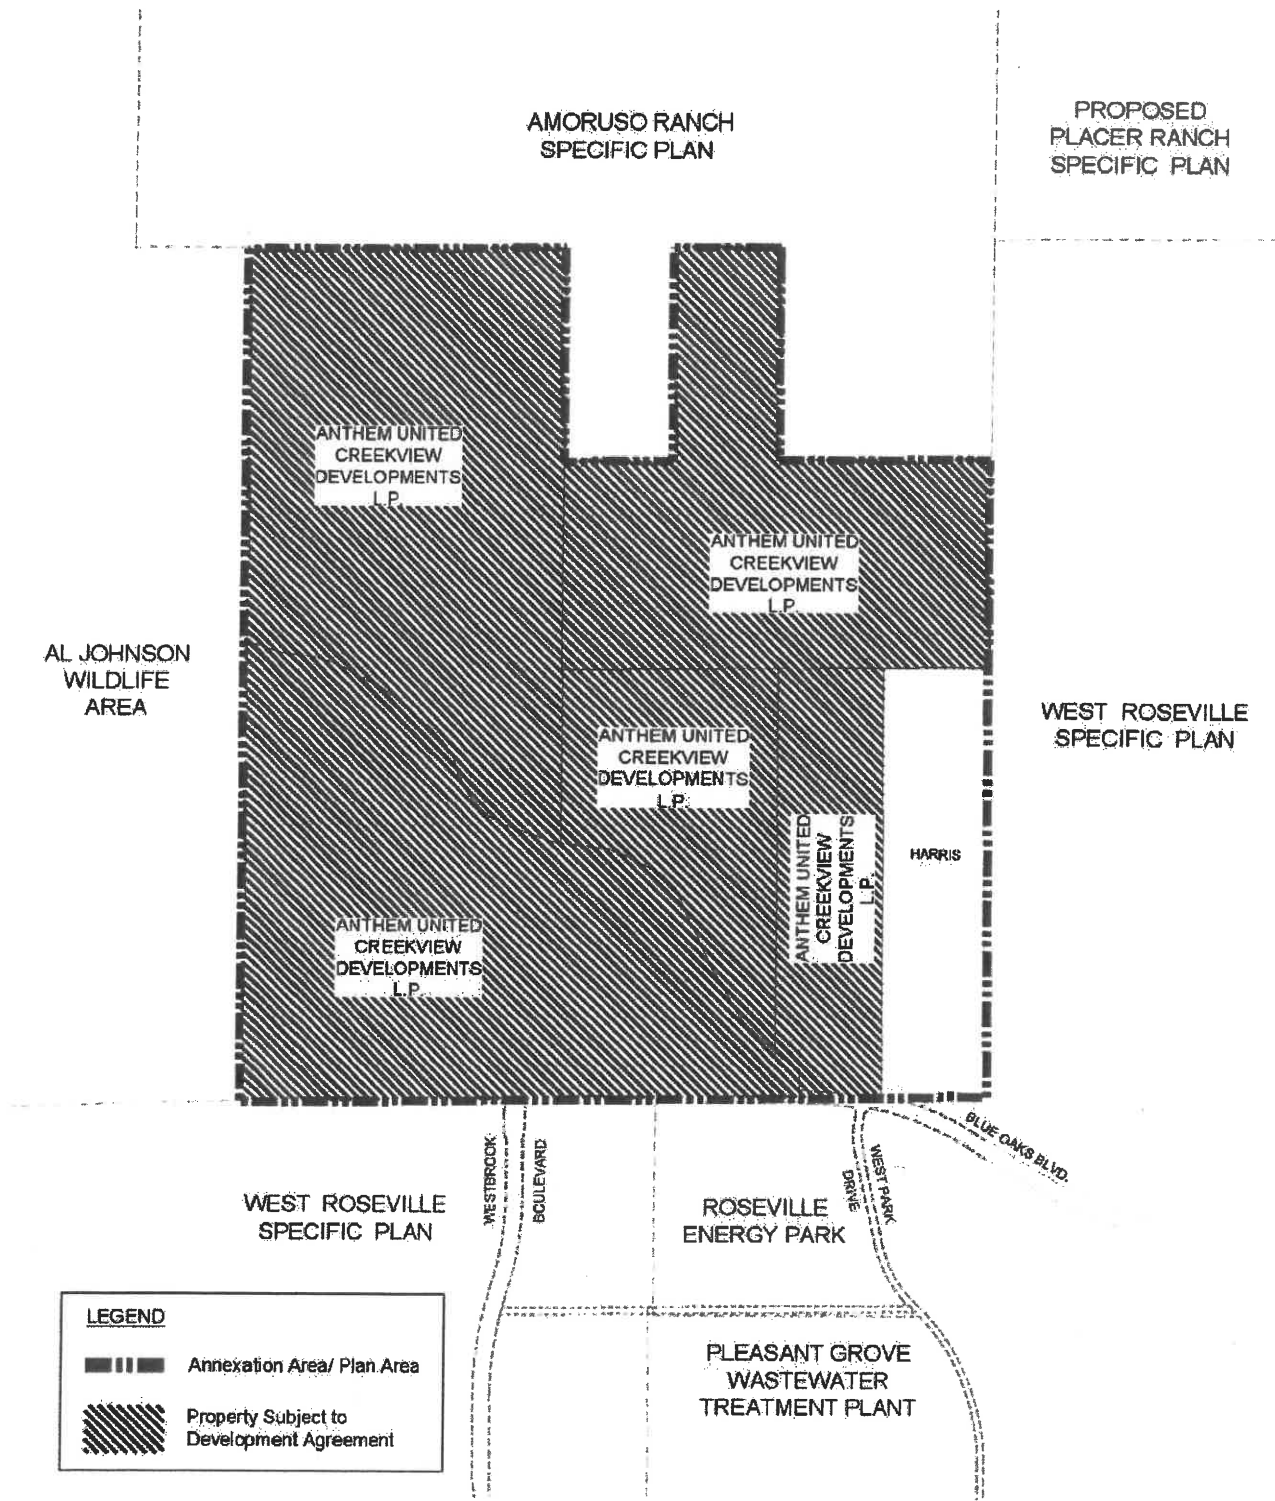 AMORUSO RANCH
SPECIFIC PLAN
PROPOSED
PLACER RANCH
SPECIFIC PLAN
ANTHEM UNITED
CREEKVIEW
DEVELOPMENTS
L.P.
ANTHEM UNITED
CREEKVIEW
DEVELOPMENTS
L.P.
AL JOHNSON
WILDLIFE
AREA
WEST ROSEVILLE
SPECIFIC PLAN
ANTHEM UNITED
CREEKVIEW
DEVELOPMENTS
L.P.
ANTHEM UNITED
CREEKVIEW
DEVELOPMENTS
L.P.
HARRIS
ANTHEM UNITED
CREEKVIEW
DEVELOPMENTS
L.P.
WESTBROOK
BOULEVARD
WEST PARK
DRIVE
BLUE OAKS BLVD.
WEST ROSEVILLE
SPECIFIC PLAN
ROSEVILLE
ENERGY PARK
LEGEND
Annexation Area/ Plan Area
Property Subject to
Development Agreement
PLEASANT GROVE
WASTEWATER
TREATMENT PLANT